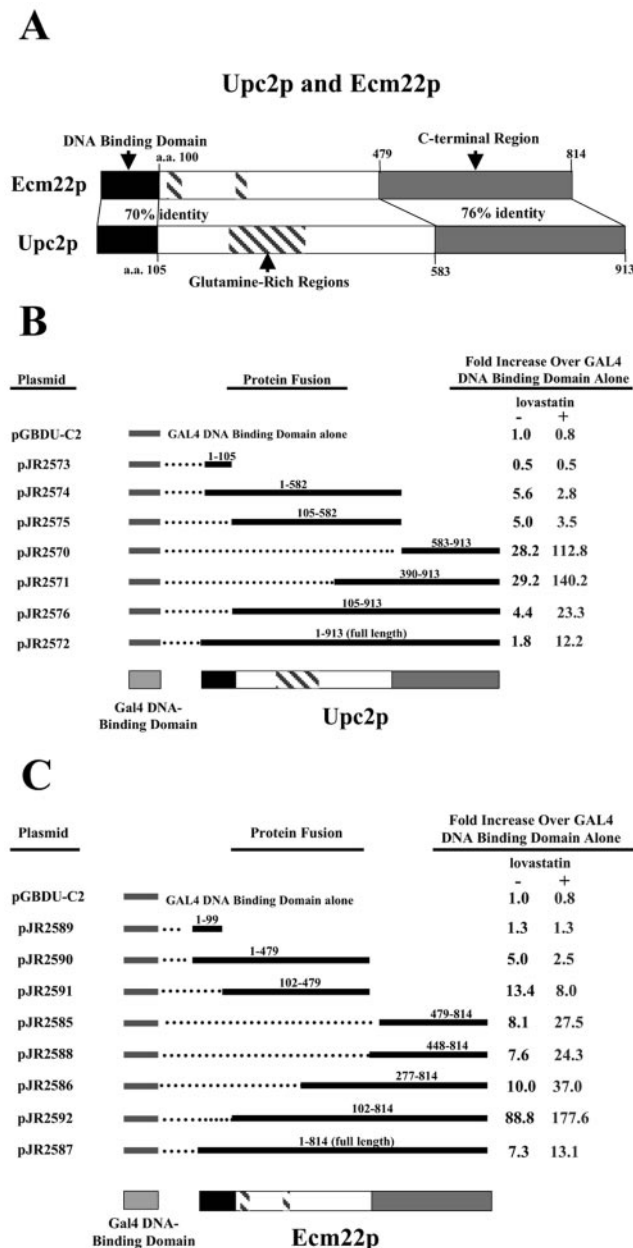 A
Upc2p and Ecm22p
DNA Binding Domain
a.a. 100
479
C-terminal Region
814
Ecm22p
70% identity
76% identity
Upc2p
a.a. 105
Glutamine-Rich Regions
583
913
B
Plasmid
Protein Fusion
Fold Increase Over GAL4
DNA Binding Domain Alone
lovastatin
- +
pGBDU-C2 GAL4 DNA Binding Domain alone 1.0 0.8
pJR2573 1-105 0.5 0.5
pJR2574 1-582 5.6 2.8
pJR2575 105-582 5.0 3.5
pJR2570 583-913 28.2 112.8
pJR2571 390-913 29.2 140.2
pJR2576 105-913 4.4 23.3
pJR2572 1-913 (full length) 1.8 12.2
Gal4 DNA-
Binding Domain
Upc2p
C
Plasmid
Protein Fusion
Fold Increase Over GAL4
DNA Binding Domain Alone
lovastatin
- +
pGBDU-C2 GAL4 DNA Binding Domain alone 1.0 0.8
pJR2589 1-99 1.3 1.3
pJR2590 1-479 5.0 2.5
pJR2591 102-479 13.4 8.0
pJR2585 479-814 8.1 27.5
pJR2588 448-814 7.6 24.3
pJR2586 277-814 10.0 37.0
pJR2592 102-814 88.8 177.6
pJR2587 1-814 (full length) 7.3 13.1
Gal4 DNA-
Binding Domain
Ecm22p